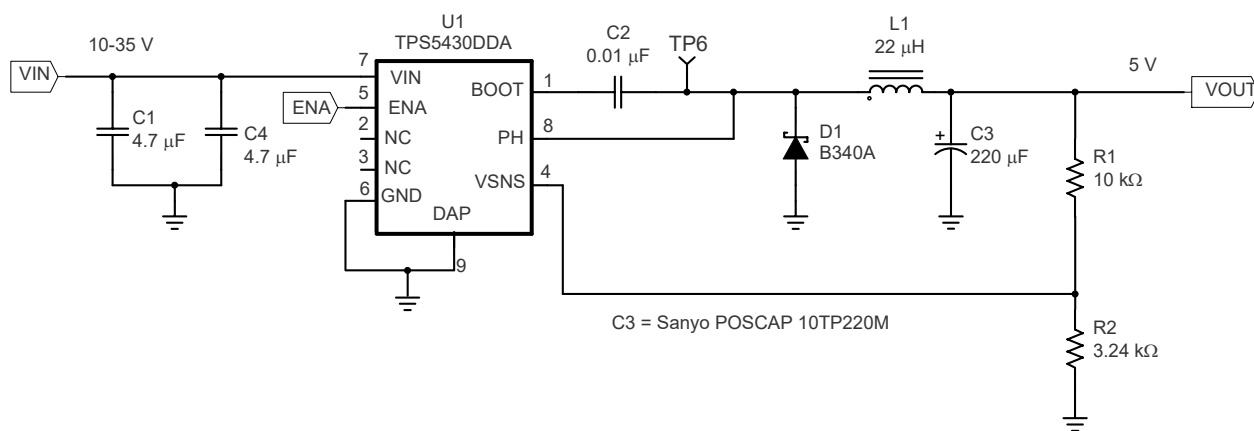 U1
TPS5430DDA
10-35 V
VIN
C1
4.7 μF
C4
4.7 μF
ENA
7
5
2
3
6
VIN
ENA
NC
NC
GND
DAP
9
BOOT
PH
VSNS
1
8
4
C2
0.01 μF
TP6
D1
B340A
L1
22 μH
C3
+
220 μF
5 V
VOUT
R1
10 kΩ
C3 = Sanyo POSCAP 10TP220M
R2
3.24 kΩ